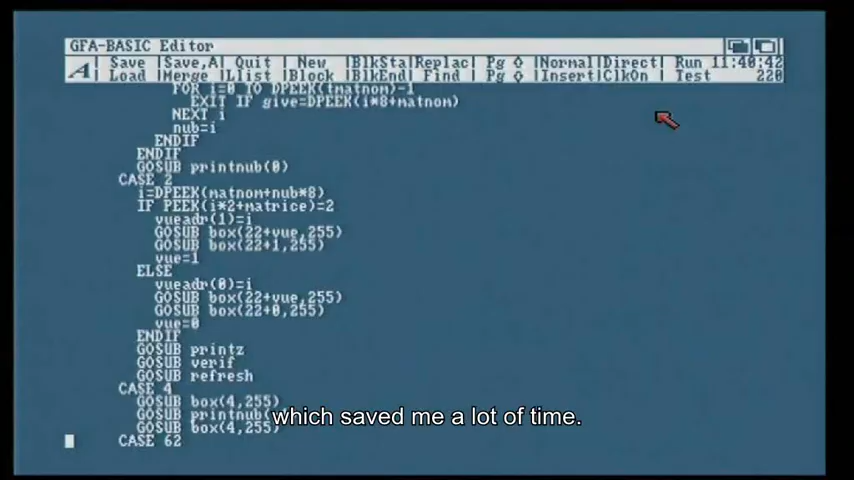 GFA-BASIC Editor
Save |Save,A| Quit | New |BlkSta|Replac| Pg ⇧ |Normal|Direct| Run 11:40:42
Load |Merge |Llist |Block |BlkEnd| Find | Pg ⇩ |Insert|ClkOn | Test 220
FOR i=0 TO DPEEK(tmatnom)-1
EXIT IF give=DPEEK(i*8+matnom)
NEXT i
nub=i
ENDIF
ENDIF
GOSUB printnub(0)
CASE 2
i=DPEEK(matnom+nub*8)
IF PEEK(i*2+matrice)=2
vueadr(1)=i
GOSUB box(22+vue,255)
GOSUB box(22+1,255)
vue=1
ELSE
vueadr(0)=i
GOSUB box(22+vue,255)
GOSUB box(22+0,255)
vue=0
ENDIF
GOSUB printz
GOSUB verif
GOSUB refresh
CASE 4
GOSUB box(4,255)
GOSUB printnub(
which saved me a lot of time.
GOSUB box(4,255)
CASE 62